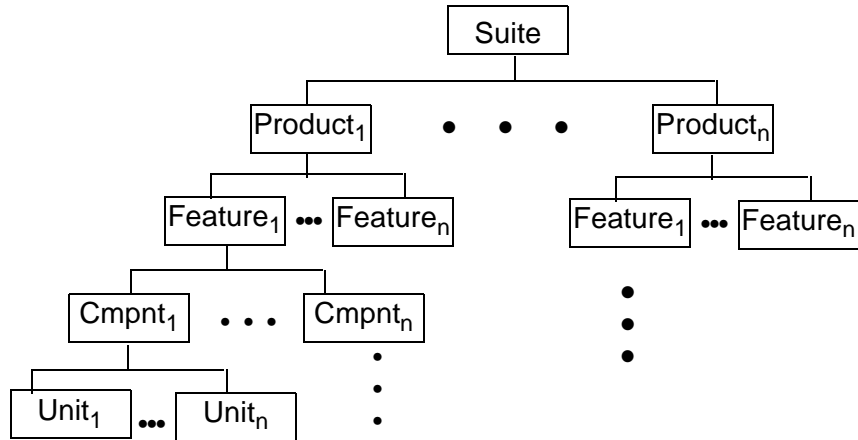 Suite
Product1 • • • Productn
Feature1 ••• Featuren Feature1 ••• Featuren
Cmpnt1 • • • Cmpntn
Unit1 ••• Unitn